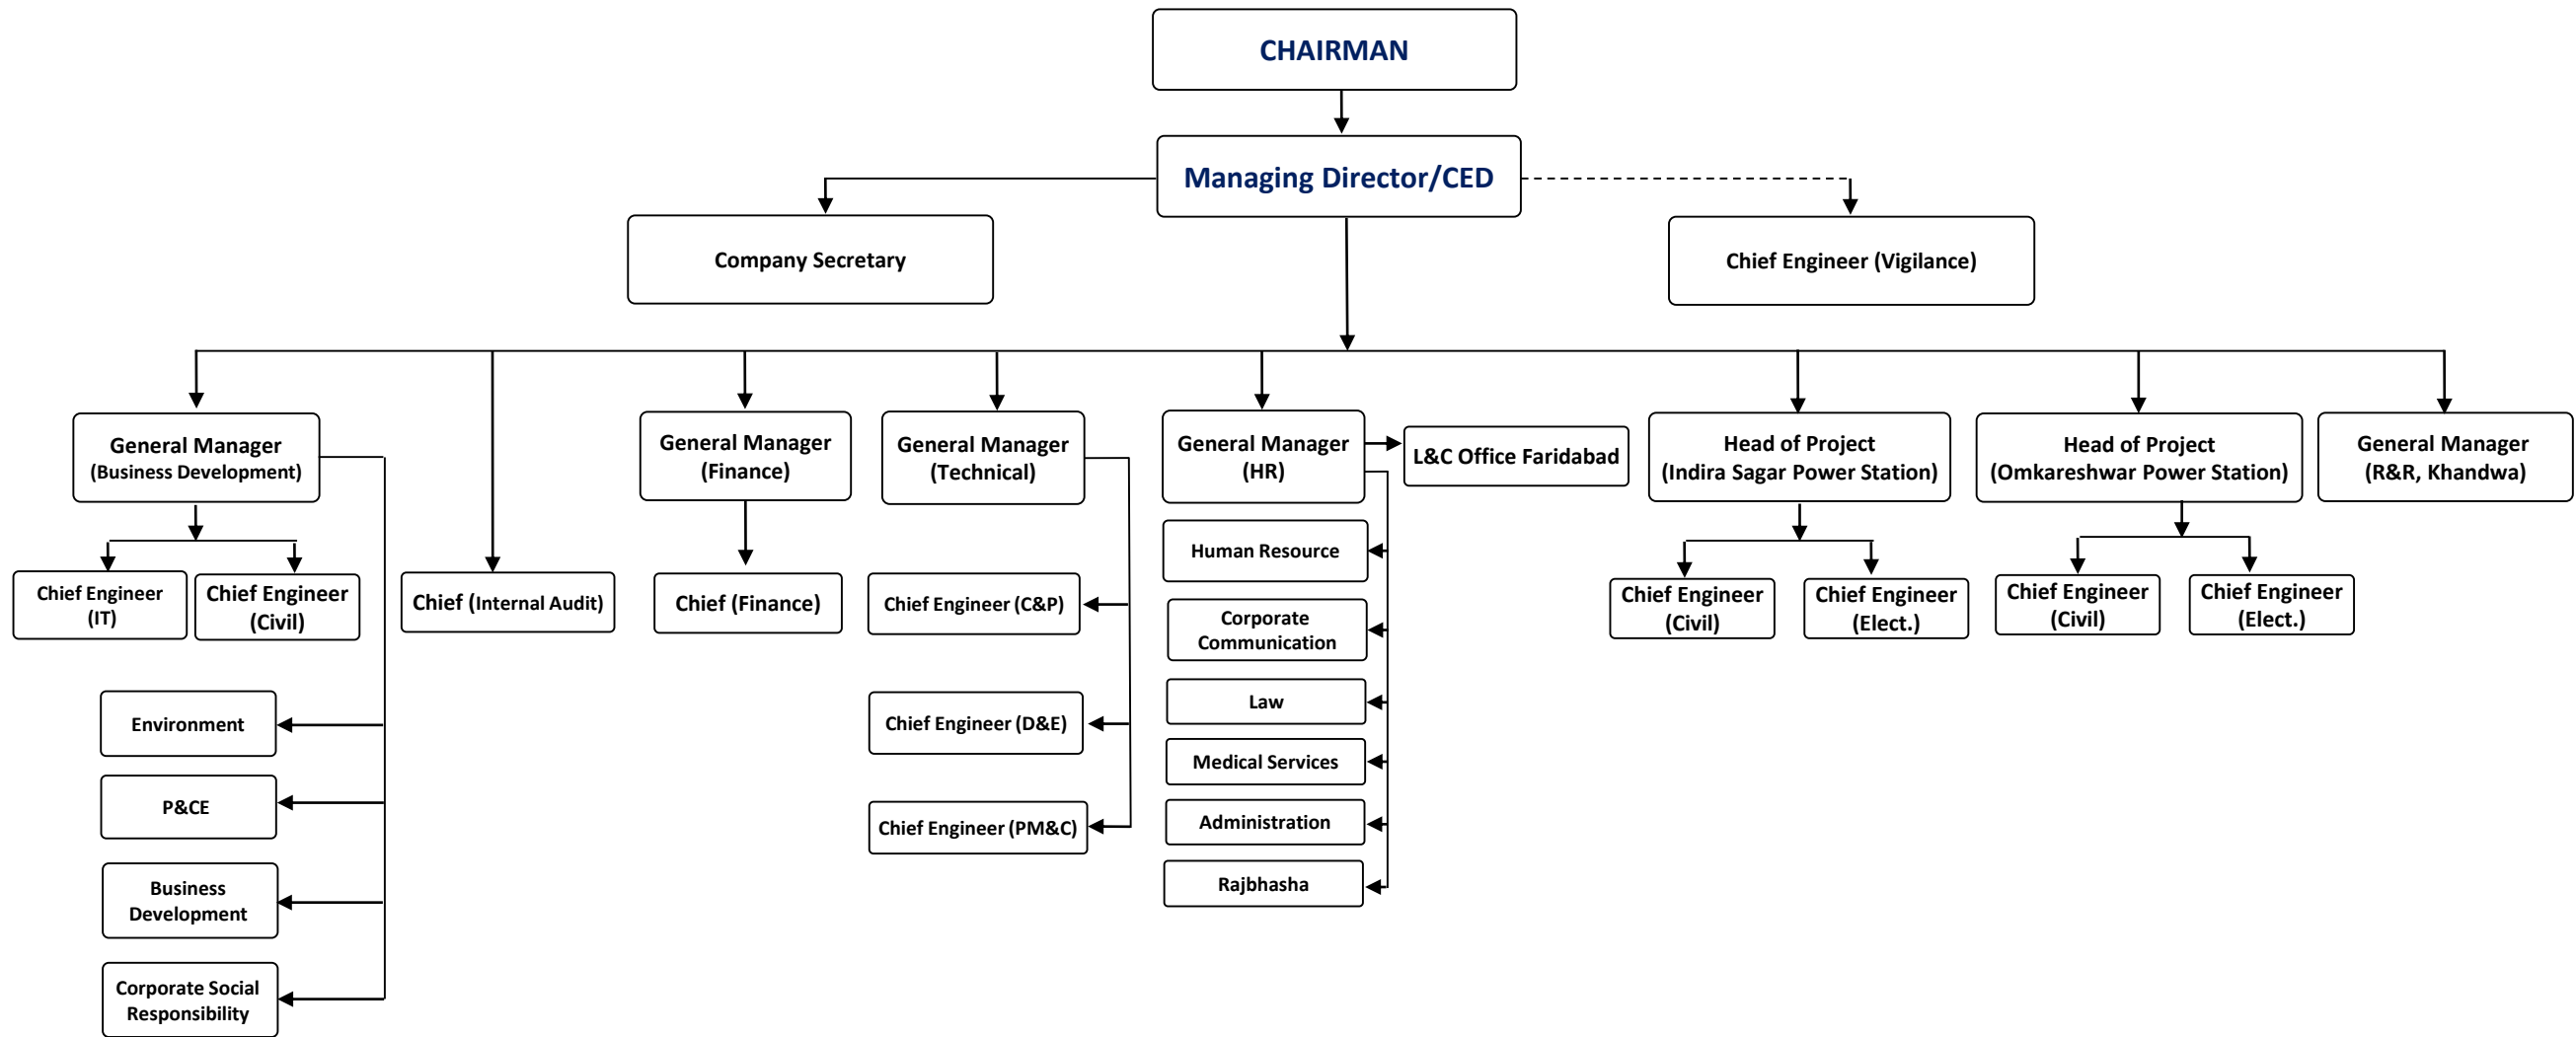 CHAIRMAN
Managing Director/CED
Company Secretary
Chief Engineer (Vigilance)
General Manager
(Business Development)
General Manager
(Finance)
General Manager
(Technical)
General Manager
(HR)
L&C Office Faridabad
Head of Project
(Indira Sagar Power Station)
Head of Project
(Omkareshwar Power Station)
General Manager
(R&R, Khandwa)
Chief Engineer
(IT)
Chief Engineer
(Civil)
Chief (Internal Audit)
Chief (Finance)
Chief Engineer (C&P)
Chief Engineer (D&E)
Chief Engineer (PM&C)
Human Resource
Corporate
Communication
Law
Medical Services
Administration
Rajbhasha
Chief Engineer
(Civil)
Chief Engineer
(Elect.)
Chief Engineer
(Civil)
Chief Engineer
(Elect.)
Environment
P&CE
Business
Development
Corporate Social
Responsibility